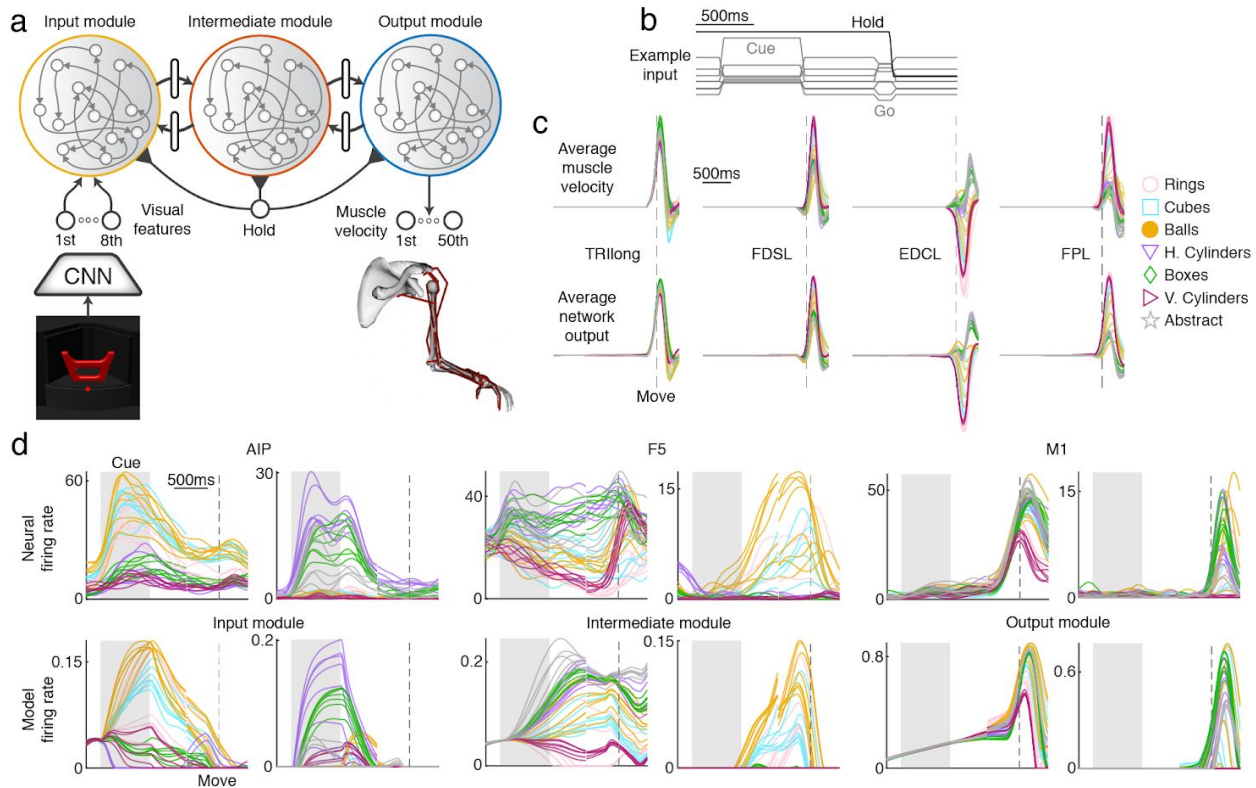 a
Input module
Intermediate module
Output module
1st
8th
Visual
features
Hold
Muscle
velocity
1st
50th
CNN
b
500ms
Hold
Cue
Example
input
Go
c
Average
muscle
velocity
500ms
TRIlong
FDSL
EDCL
FPL
Average
network
output
Move
Rings
Cubes
Balls
H. Cylinders
Boxes
V. Cylinders
Abstract
d
AIP
F5
M1
Cue
500ms
Neural
firing rate
60
0
30
0
40
0
15
0
50
0
15
0
Input module
Intermediate module
Output module
Model
firing rate
0.15
0
0.2
0
0.2
0
0.15
0
0.8
0
0.6
0
Move